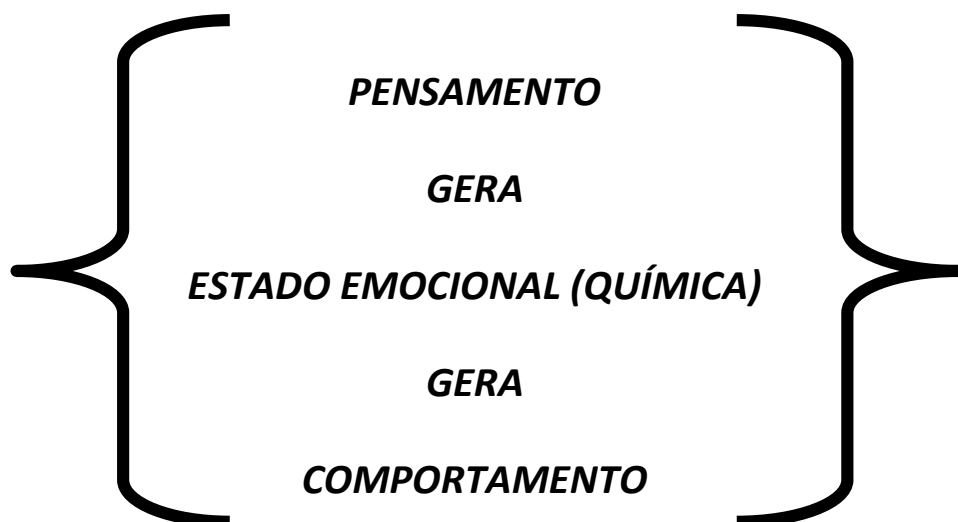 PENSAMENTO
GERA
ESTADO EMOCIONAL (QUÍMICA)
GERA
COMPORTAMENTO